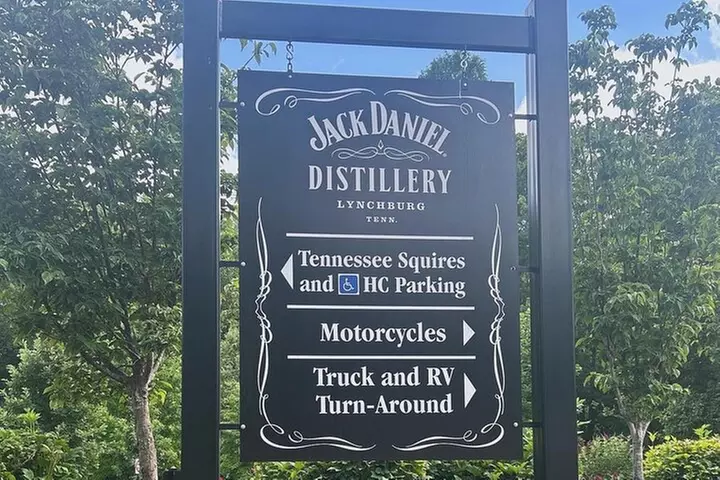 JACK DANIEL
DISTILLERY
LYNCHBURG
TENN.
Tennessee Squires
and HC Parking
Motorcycles
Truck and RV
Turn-Around